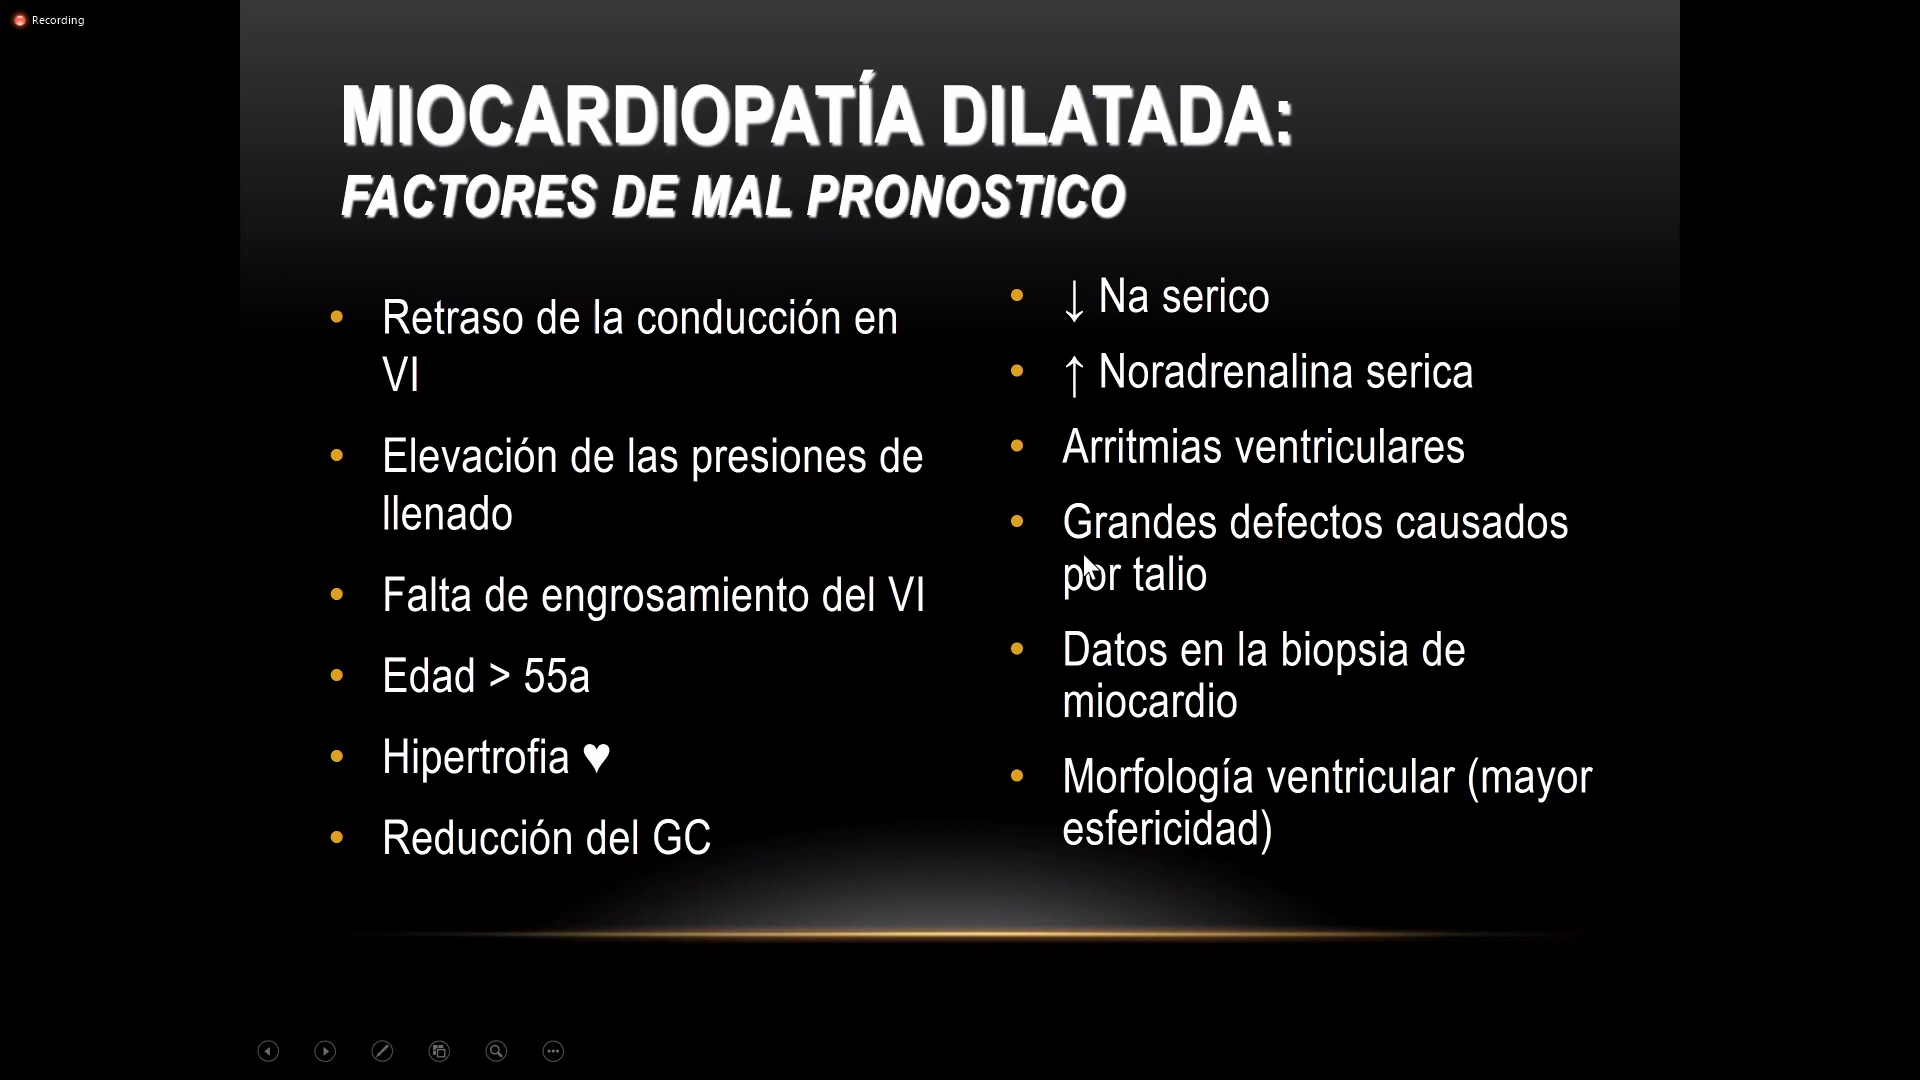 Recording
MIOCARDIOPATÍA DILATADA:
FACTORES DE MAL PRONOSTICO
• Retraso de la conducción en
VI
• Elevación de las presiones de
llenado
• Falta de engrosamiento del VI
• Edad > 55a
• Hipertrofia ♥
• Reducción del GC
• ↓ Na serico
• ↑ Noradrenalina serica
• Arritmias ventriculares
• Grandes defectos causados
por talio
• Datos en la biopsia de
miocardio
• Morfología ventricular (mayor
esfericidad)